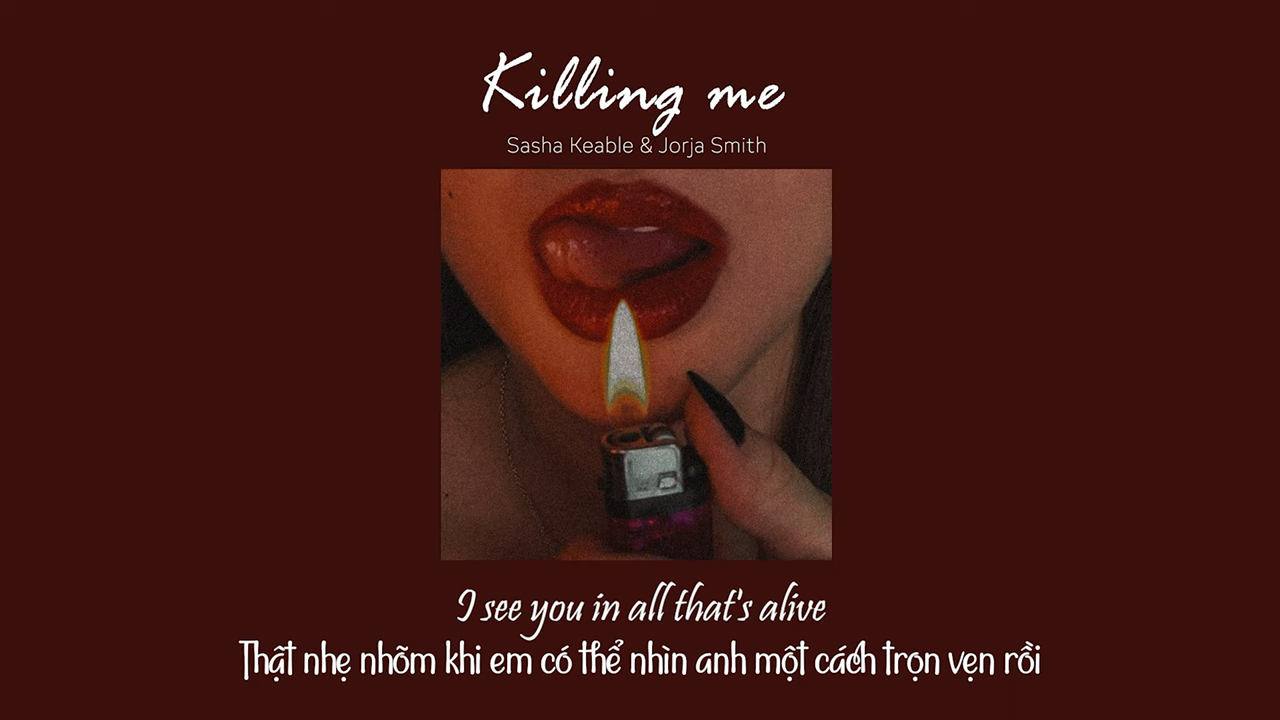 Killing me
Sasha Keable & Jorja Smith
I see you in all that's alive
Thật nhẹ nhõm khi em có thể nhìn anh một cách trọn vẹn rồi